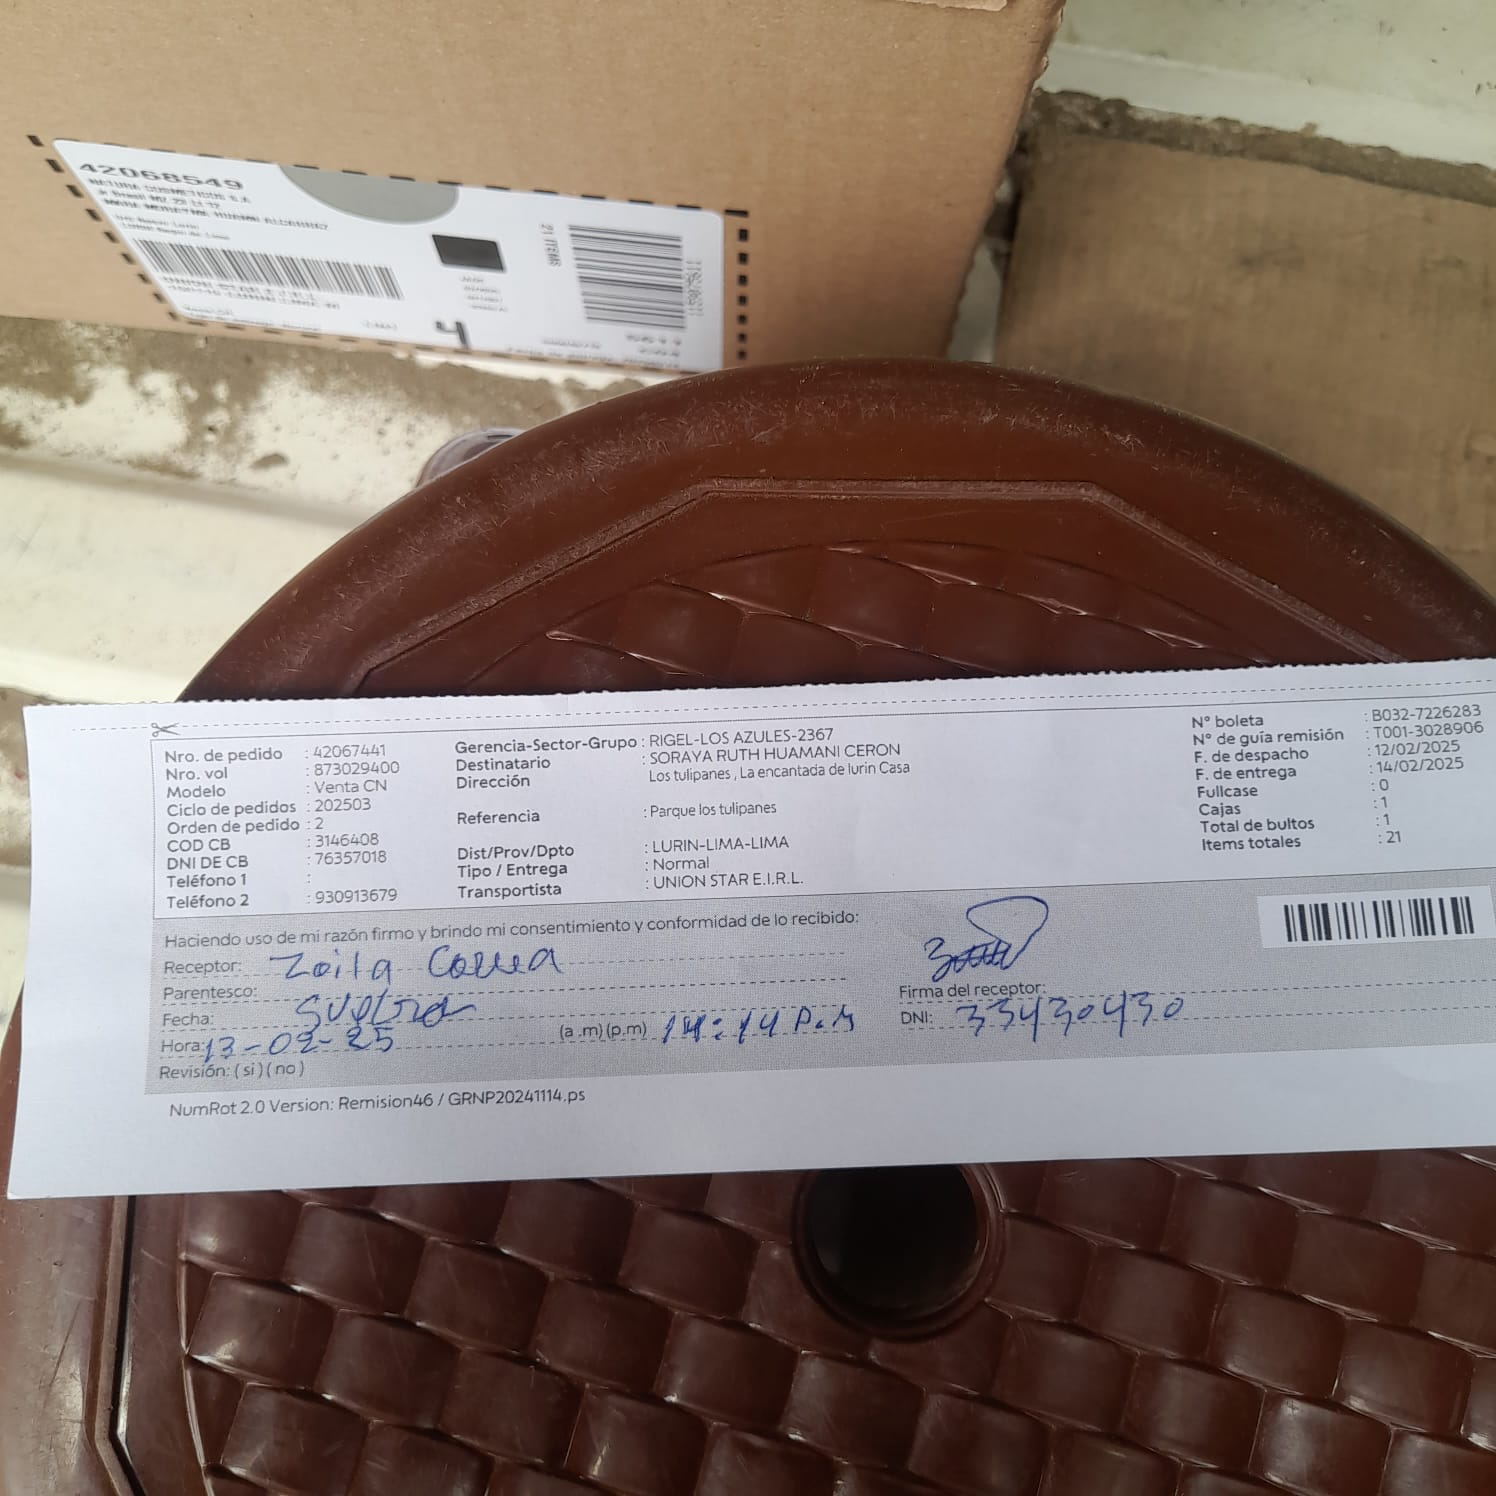 42068549
NATURA COSMETICOS S.A.
21 ITEMS
4
Nro. de pedido : 42067441
Nro. vol : 873029400
Modelo : Venta CN
Ciclo de pedidos : 202503
Orden de pedido : 2
COD CB : 3146408
DNI DE CB : 76357018
Teléfono 1 :
Teléfono 2 : 930913679
Gerencia-Sector-Grupo : RIGEL-LOS AZULES-2367
Destinatario : SORAYA RUTH HUAMANI CERON
Dirección Los tulipanes , La encantada de lurin Casa
Referencia : Parque los tulipanes
Dist/Prov/Dpto : LURIN-LIMA-LIMA
Tipo / Entrega : Normal
Transportista : UNION STAR E.I.R.L.
N° boleta : B032-7226283
N° de guía remisión : T001-3028906
F. de despacho : 12/02/2025
F. de entrega : 14/02/2025
Fullcase : 0
Cajas : 1
Total de bultos : 1
Items totales : 21
Haciendo uso de mi razón firmo y brindo mi consentimiento y conformidad de lo recibido:
Receptor: Zoila Correa
Parentesco: Suegra
Fecha:
Hora: 13-02-25 (a .m) (p.m) 14:14 P.M
Revisión: ( si ) ( no )
Firma del receptor:
DNI: 33430430
NumRot 2.0 Version: Remision46 / GRNP20241114.ps